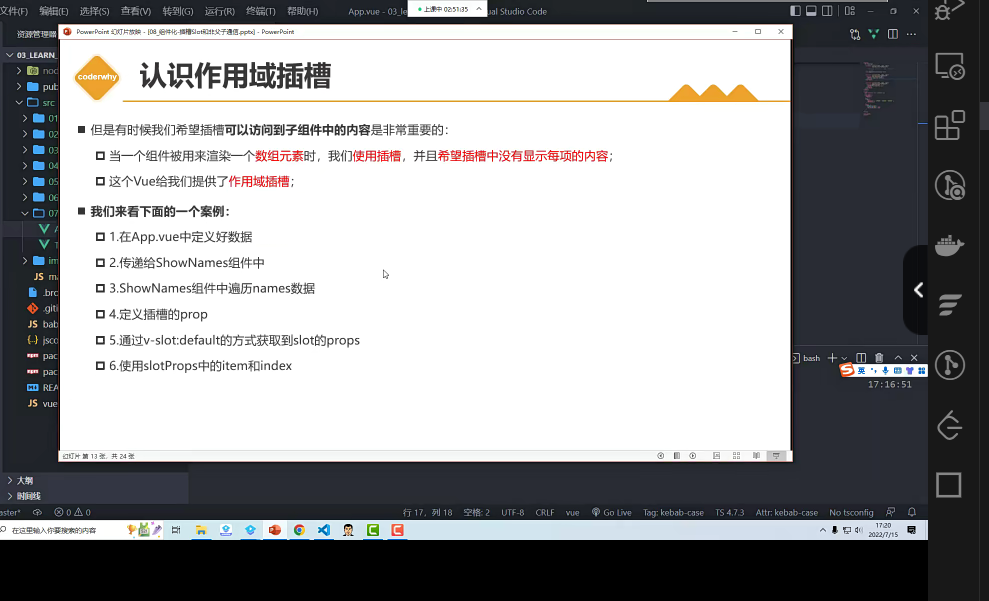 文件(F) 编辑(E) 选择(S) 查看(V) 转到(G) 运行(R) 终端(T) 帮助(H)
App.vue - 03_le
上课中 02:51:35
ual Studio Code
资源管理器
PowerPoint 幻灯片放映 - [08_组件化-插槽Slot和非父子通信.pptx] - PowerPoint
03_LEARN_
nod
pub
src
01
02
03
04
05
06
07
im
JS ma
.bro
.giti
JS bab
{..} jsco
pac
pac
REA
JS vue
coderwhy
认识作用域插槽
但是有时候我们希望插槽可以访问到子组件中的内容是非常重要的：
当一个组件被用来渲染一个数组元素时，我们使用插槽，并且希望插槽中没有显示每项的内容；
这个Vue给我们提供了作用域插槽；
我们来看下面的一个案例：
1.在App.vue中定义好数据
2.传递给ShowNames组件中
3.ShowNames组件中遍历names数据
4.定义插槽的prop
5.通过v-slot:default的方式获取到slot的props
6.使用slotProps中的item和index
幻灯片 第 13 张，共 24 张
bash
英
17:16:51
大纲
时间线
aster* 0 0
行 17，列 18 空格: 2 UTF-8 CRLF vue Go Live Tag: kebab-case TS 4.7.3 Attr: kebab-case No tsconfig
在这里输入你要搜索的内容
17:20
2022/7/15